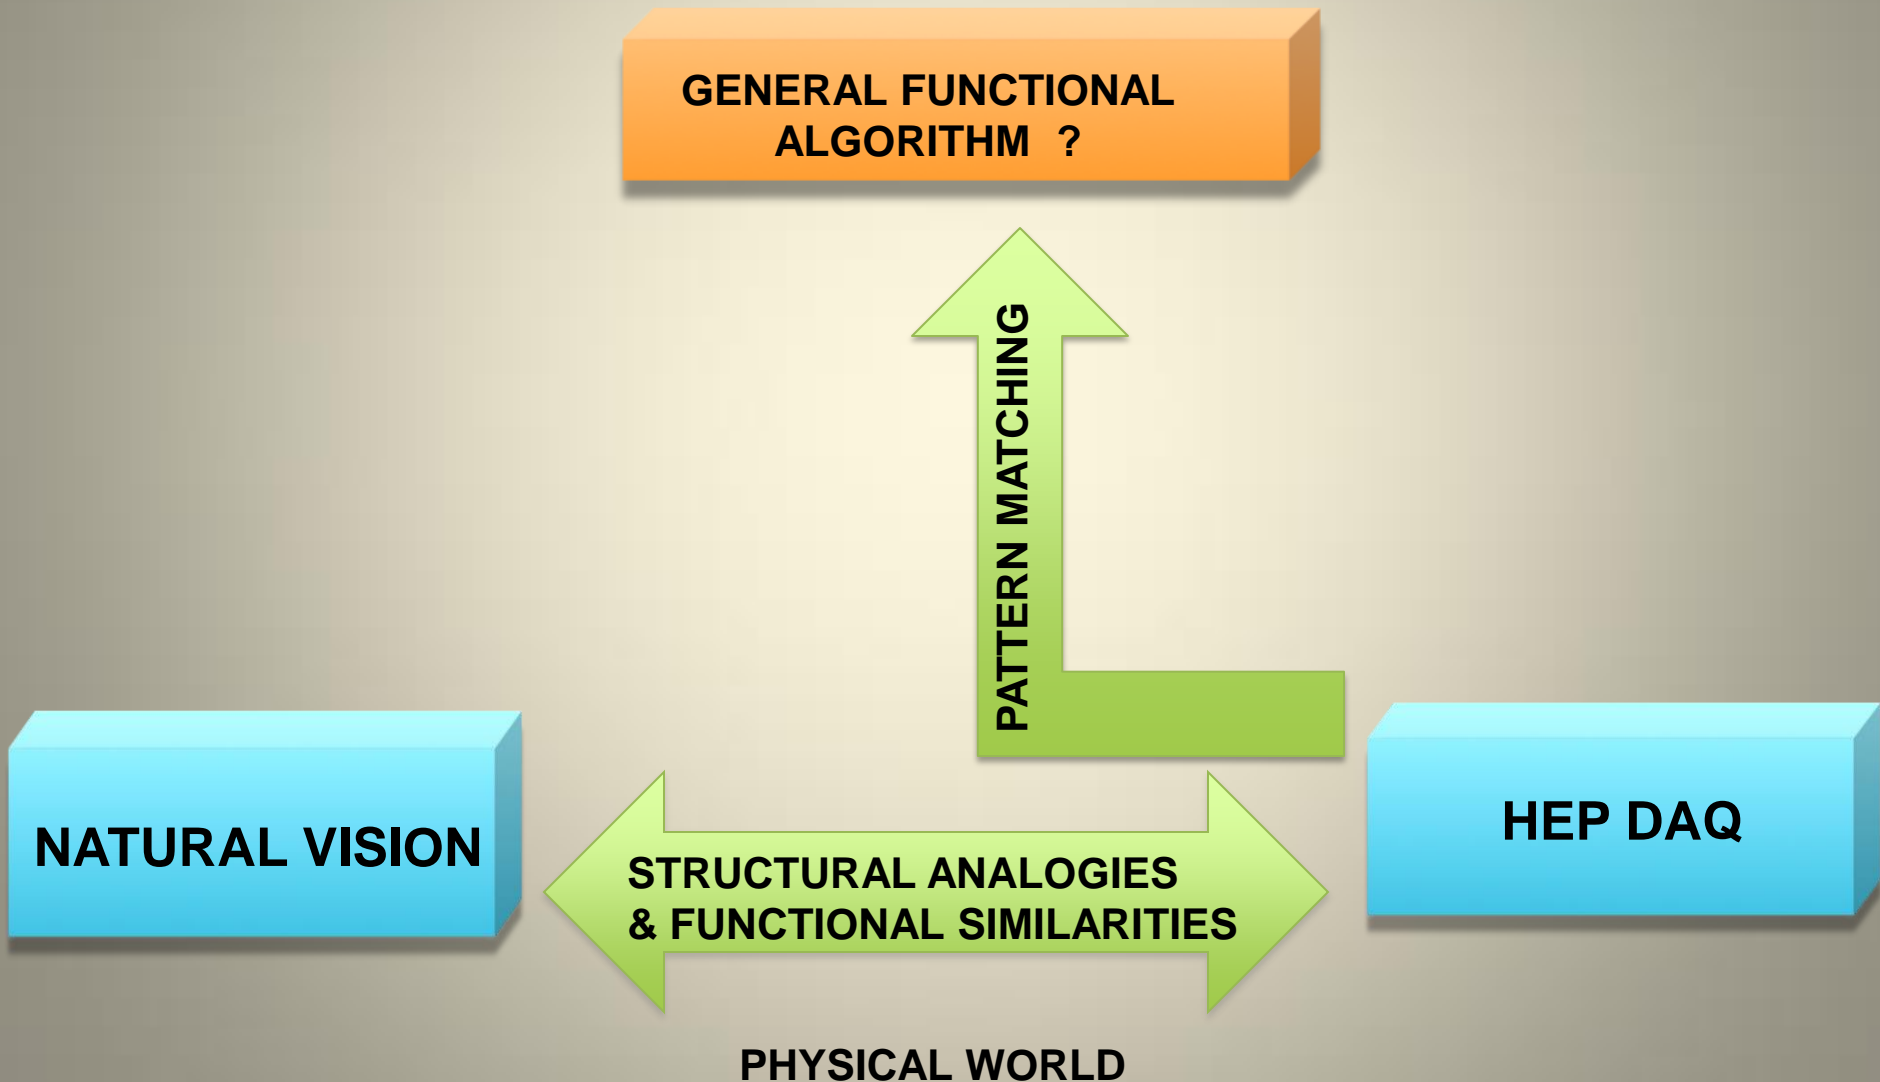 GENERAL FUNCTIONAL
ALGORITHM ?
PATTERN MATCHING
NATURAL VISION
HEP DAQ
STRUCTURAL ANALOGIES
& FUNCTIONAL SIMILARITIES
PHYSICAL WORLD